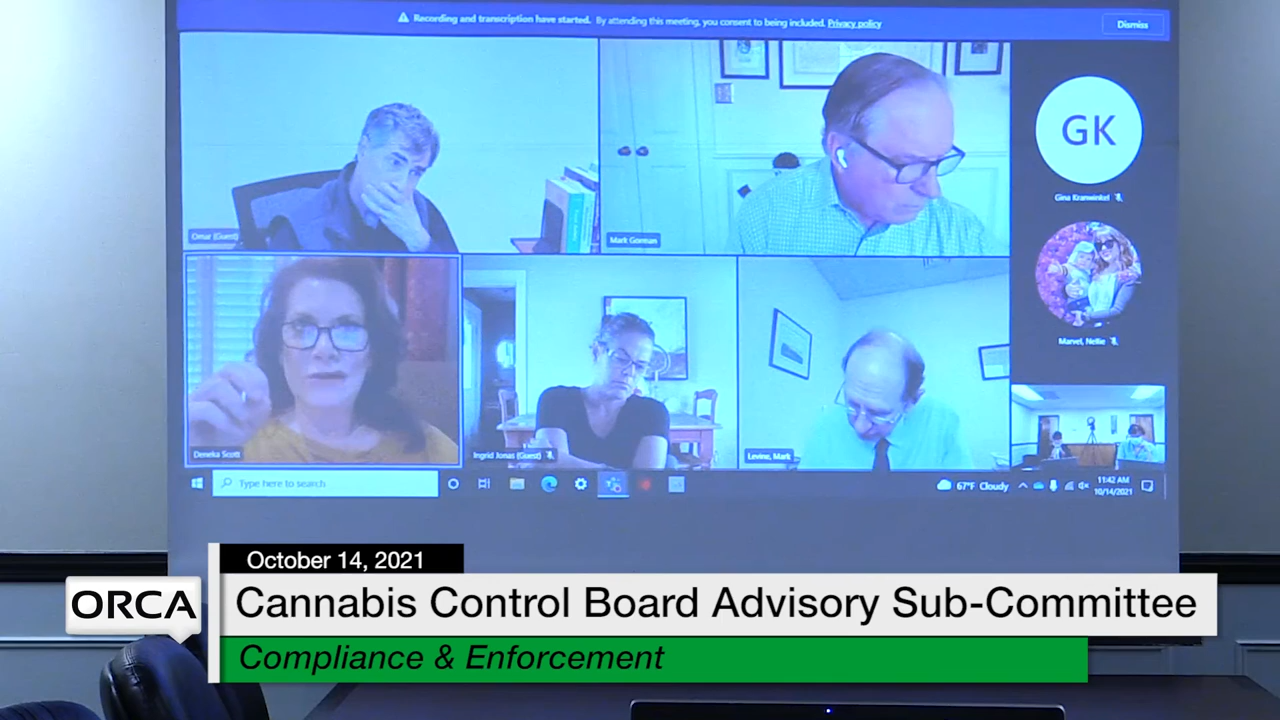 Recording and transcription have started. By attending this meeting, you consent to being included. Privacy policy
Dismiss
GK
Gina Kranwinkel
Omar (Guest)
Mark Gorman
Marvel, Nellie
Deneka Scott
Ingrid Jonas (Guest)
Levine, Mark
Type here to search
67°F Cloudy
11:42 AM
10/14/2021
October 14, 2021
ORCA
Cannabis Control Board Advisory Sub-Committee
Compliance & Enforcement